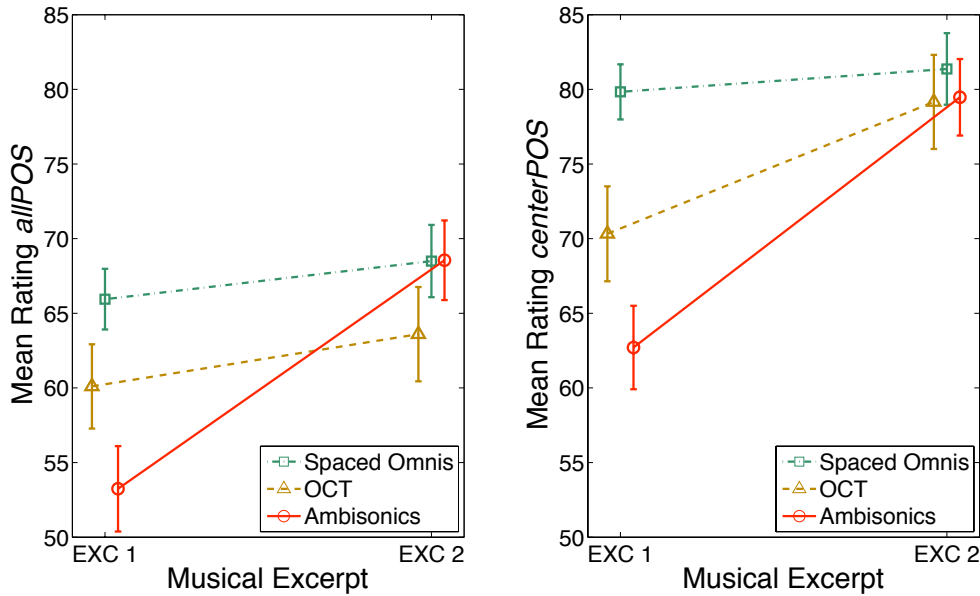 85
80
75
70
65
60
55
50
Mean Rating allPOS
EXC 1
EXC 2
Musical Excerpt
Spaced Omnis
OCT
Ambisonics
85
80
75
70
65
60
55
50
Mean Rating centerPOS
EXC 1
EXC 2
Musical Excerpt
Spaced Omnis
OCT
Ambisonics